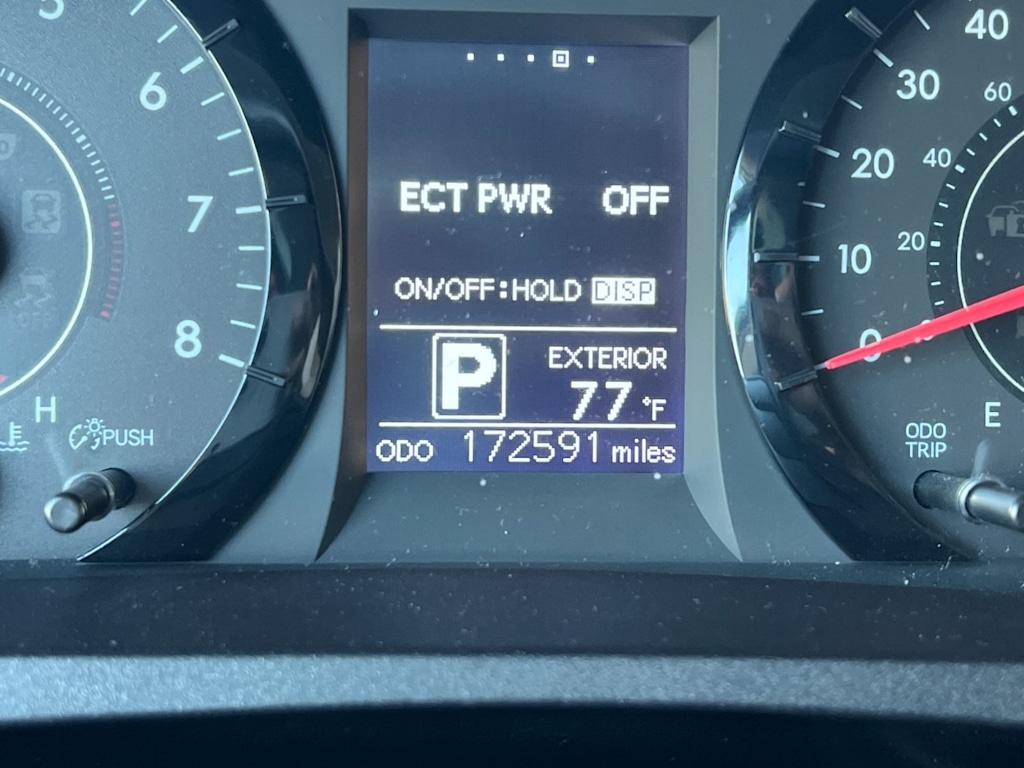 5
6
7
8
H
PUSH
ECT PWR OFF
ON/OFF:HOLD DISP
P
EXTERIOR
77 °F
ODO 172591 miles
40
30
20
10
0
60
40
20
E
ODO
TRIP